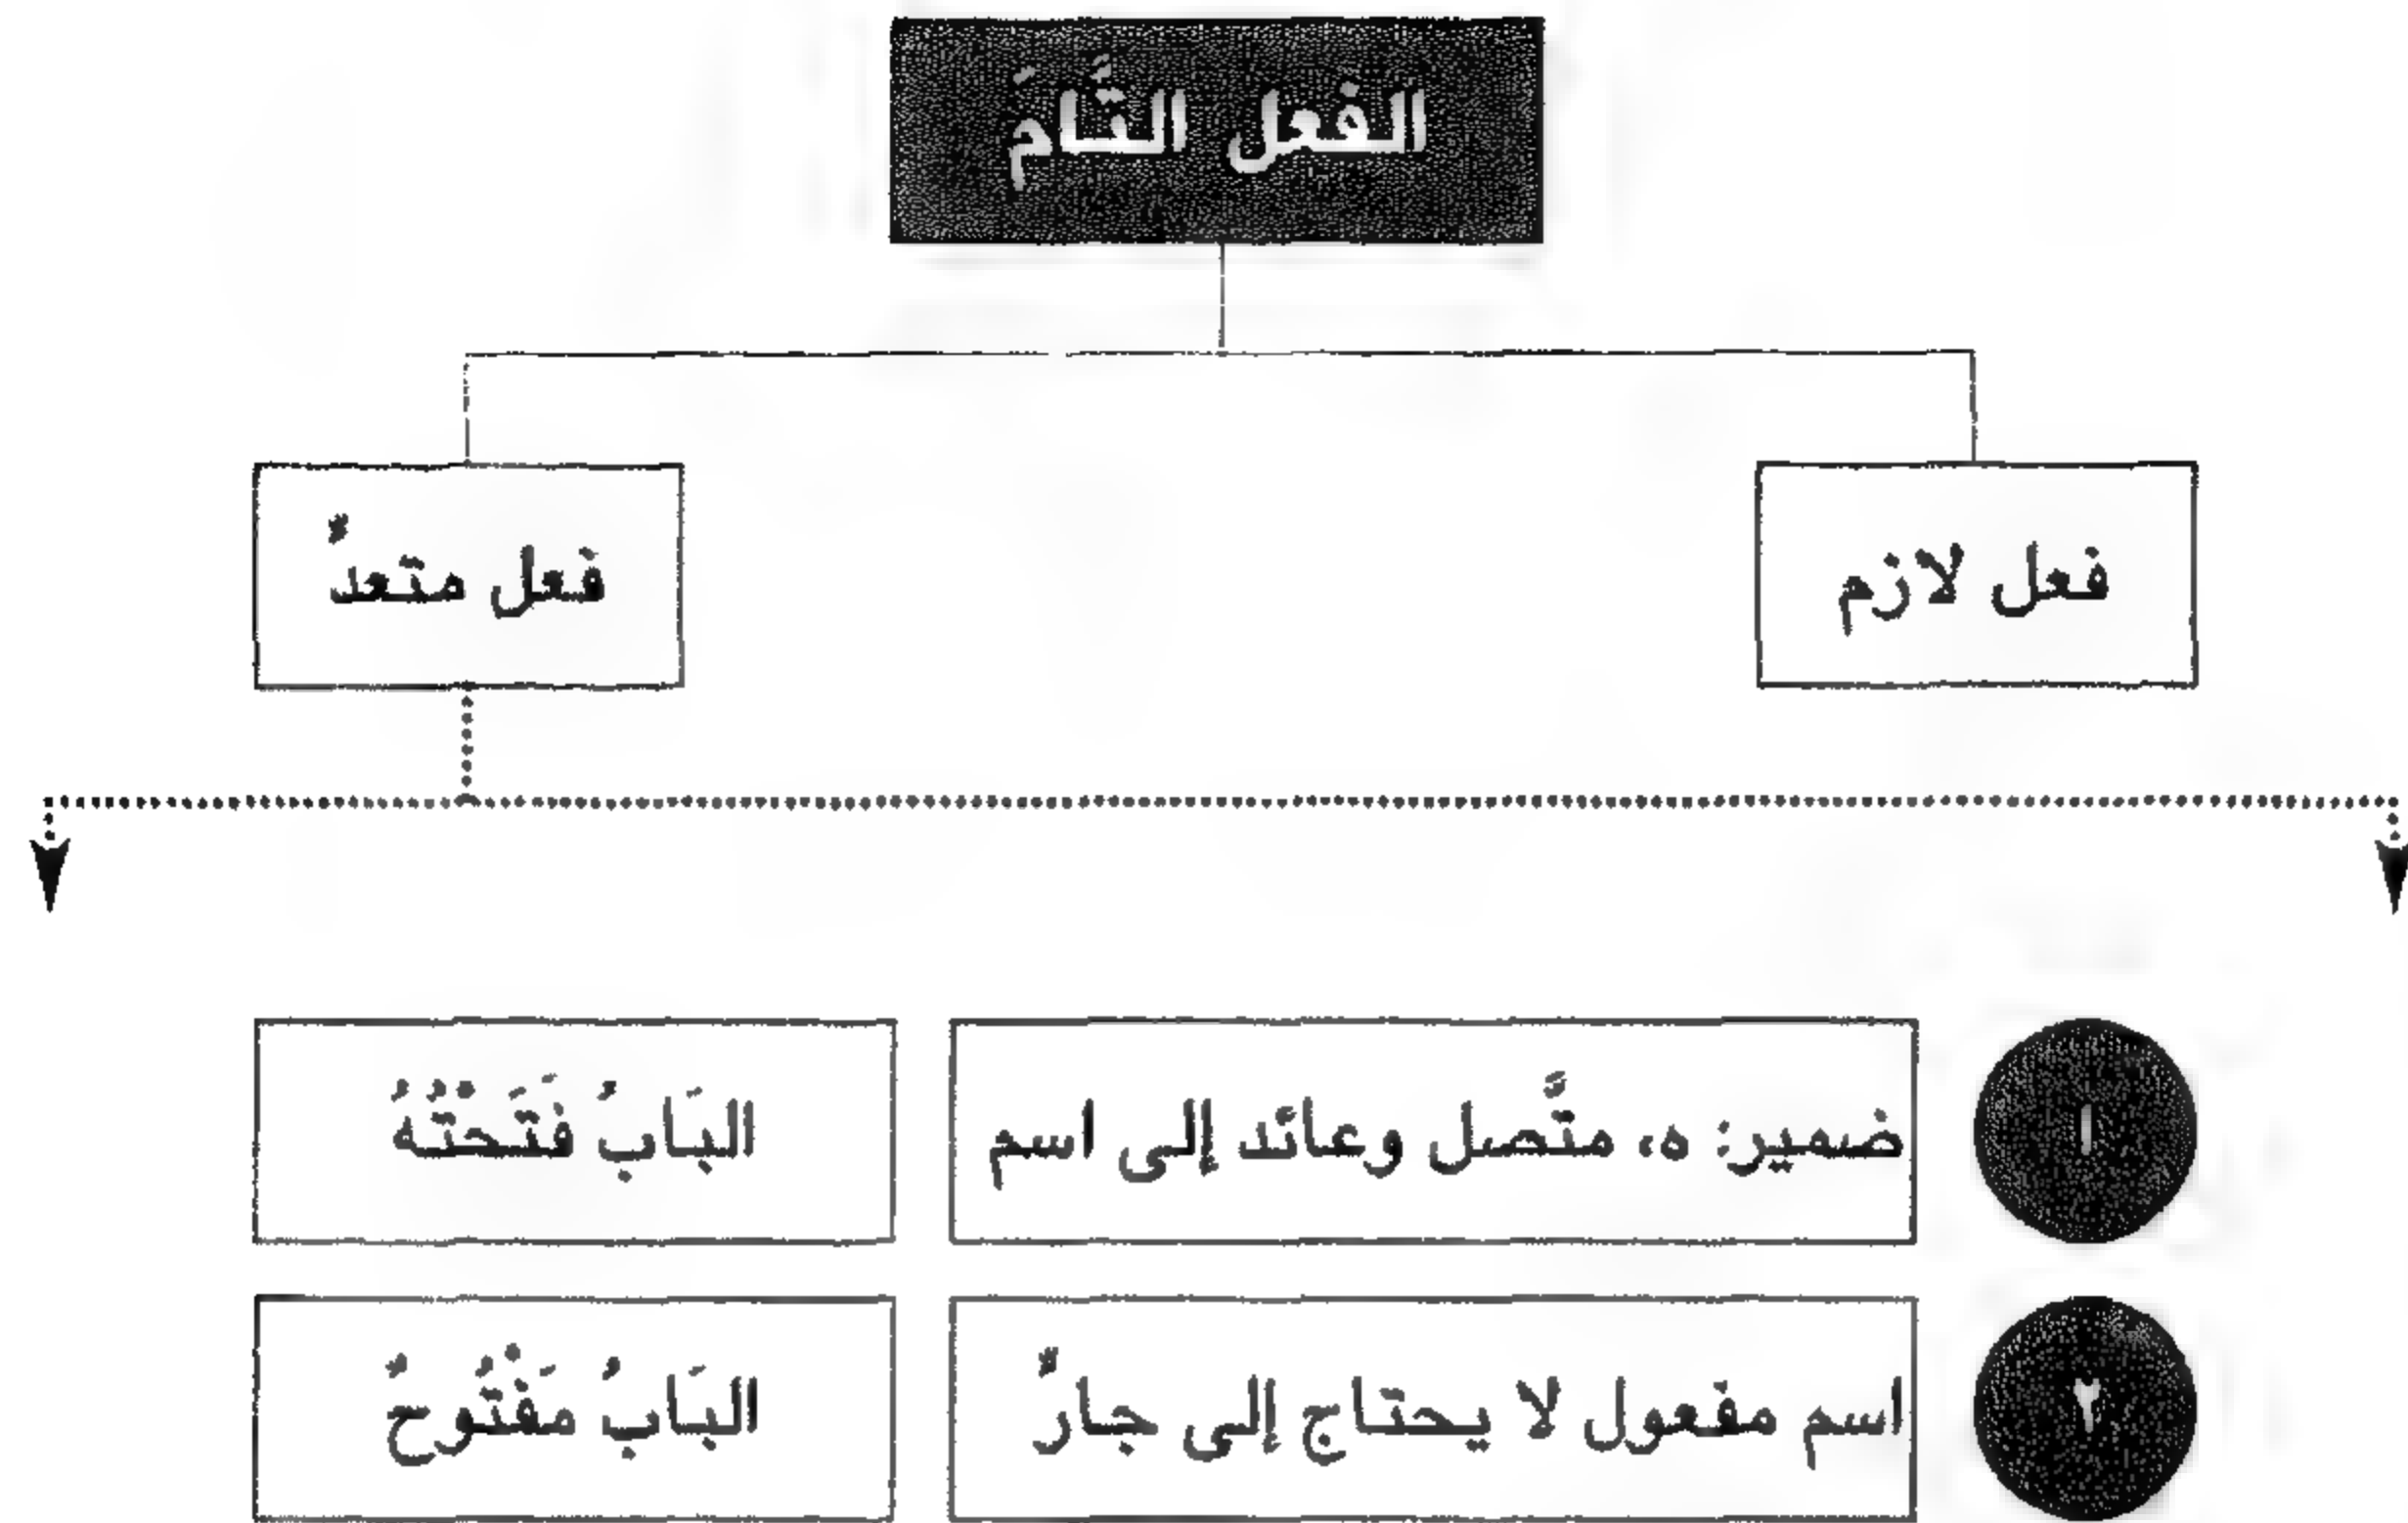 الفعل التَّامَ
فعل لازم
فعل متعدٌ
١
ضمير: ه، متَّصل وعائد إلى اسم
البَابُ فَتَحْتُهُ
٢
اسم مفعول لا يحتاج إلى جارٌ
البَابُ مَفْتُوحٌ